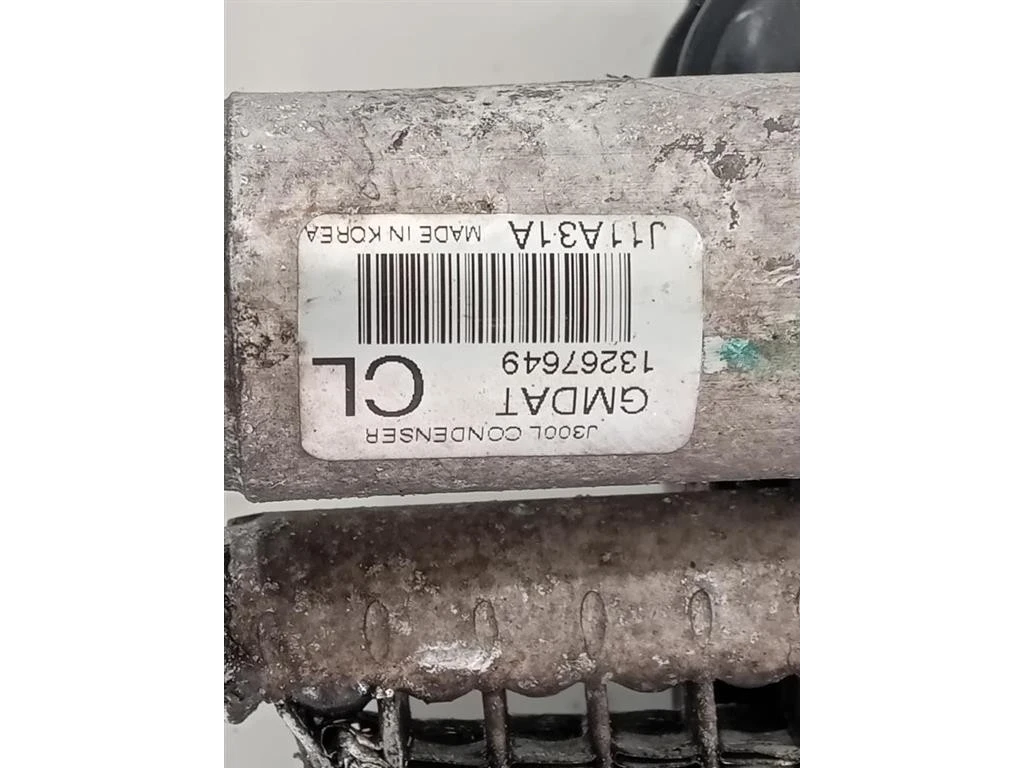 J300L CONDENSER
GMDAT CL
13267649
J11A31A MADE IN KOREA